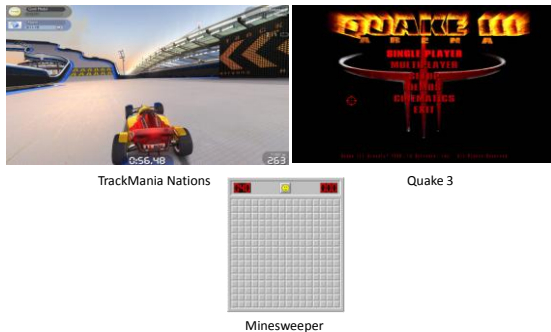 0:56.48
263
QUAKE III
ARENA
SINGLE PLAYER
MULTIPLAYER
SETUP
DEMOS
CINEMATICS
EXIT
TrackMania Nations
Quake 3
Minesweeper